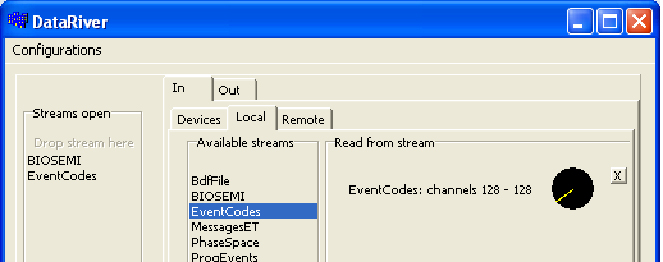 DataRiver
Configurations
In
Out
Streams open
Drop stream here
BIOSEMI
EventCodes
Devices
Local
Remote
Available streams
BdfFile
BIOSEMI
EventCodes
MessagesET
PhaseSpace
ProgEvents
Read from stream
EventCodes: channels 128 - 128
X